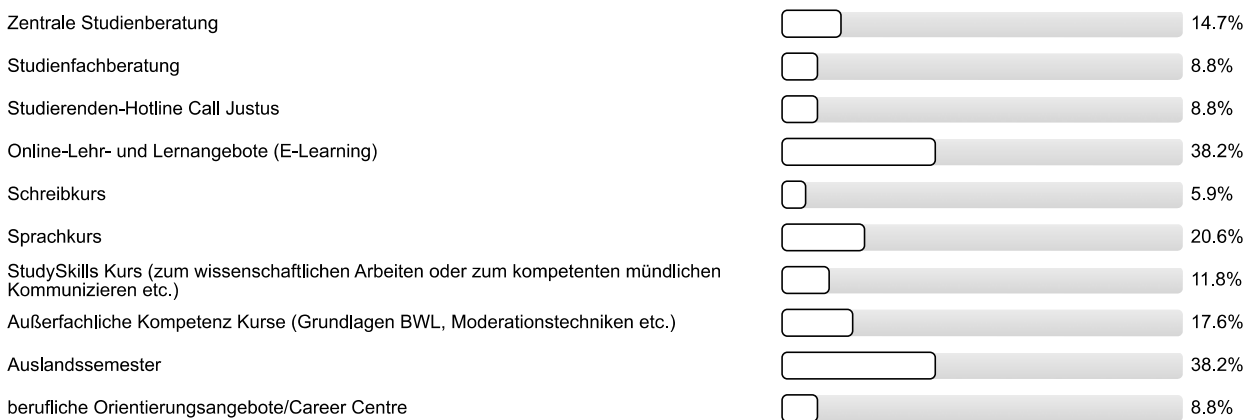 Zentrale Studienberatung 14.7%
Studienfachberatung 8.8%
Studierenden-Hotline Call Justus 8.8%
Online-Lehr- und Lernangebote (E-Learning) 38.2%
Schreibkurs 5.9%
Sprachkurs 20.6%
StudySkills Kurs (zum wissenschaftlichen Arbeiten oder zum kompetenten mündlichen
Kommunizieren etc.) 11.8%
Außerfachliche Kompetenz Kurse (Grundlagen BWL, Moderationstechniken etc.) 17.6%
Auslandssemester 38.2%
berufliche Orientierungsangebote/Career Centre 8.8%